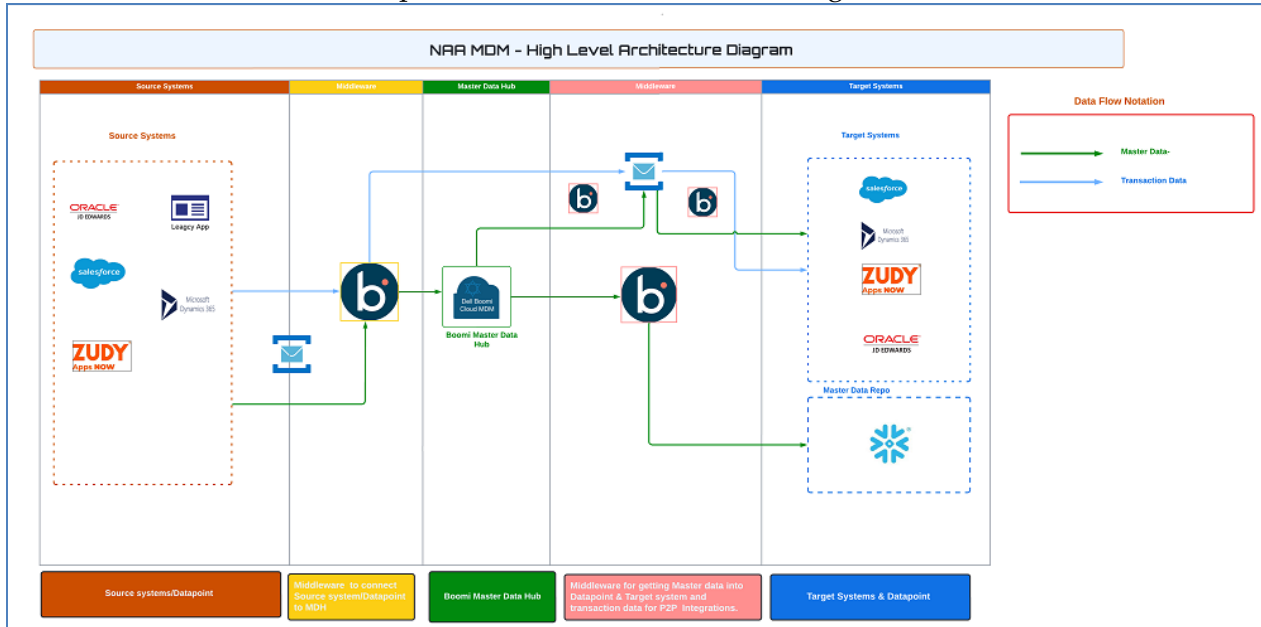 NAA MDM - High Level Architecture Diagram
Source Systems
Middleware
Master Data Hub
Middleware
Target Systems
Data Flow Notation
Master Data-
Transaction Data
Source Systems
ORACLE
JD EDWARDS
Leagcy App
salesforce
Microsoft
Dynamics 365
ZUDY
Apps NOW
b
Dell Boomi
Cloud MDM
Boomi Master Data
Hub
b
b
b
Target Systems
salesforce
Microsoft
Dynamics 365
ZUDY
Apps NOW
ORACLE
JD EDWARDS
Master Data Repo
Source systems/Datapoint
Middleware to connect
Source system/Datapoint
to MDH
Boomi Master Data Hub
Middleware for getting Master data into
Datapoint & Target system and
transaction data for P2P Integrations.
Target Systems & Datapoint